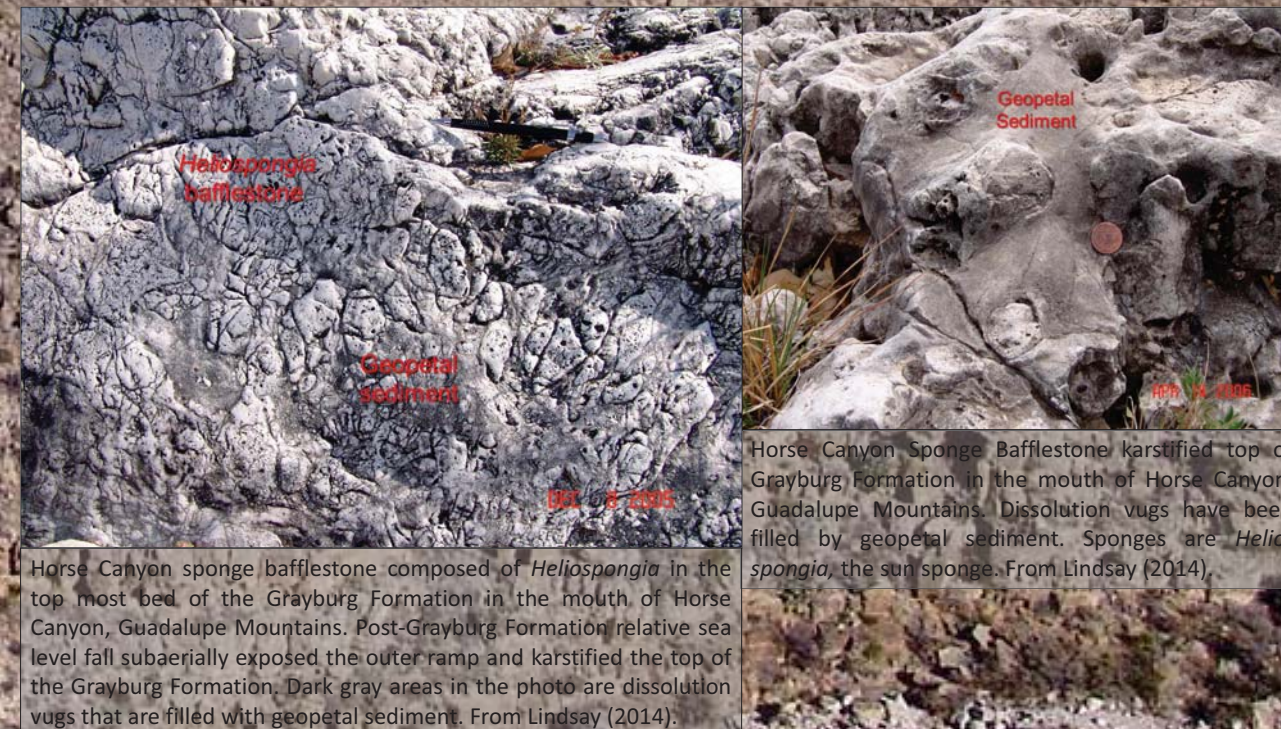 Heliospongia
bafflestone
Geopetal
sediment
DEC 8 2005
Horse Canyon sponge bafflestone composed of Heliospongia in the
top most bed of the Grayburg Formation in the mouth of Horse
Canyon, Guadalupe Mountains. Post-Grayburg Formation relative sea
level fall subaerially exposed the outer ramp and karstified the top of
the Grayburg Formation. Dark gray areas in the photo are dissolution
vugs that are filled with geopetal sediment. From Lindsay (2014).
Geopetal
Sediment
2006
Horse Canyon Sponge Bafflestone karstified top
Grayburg Formation in the mouth of Horse Canyon
Guadalupe Mountains. Dissolution vugs have bee
filled by geopetal sediment. Sponges are Helio
spongia, the sun sponge. From Lindsay (2014).